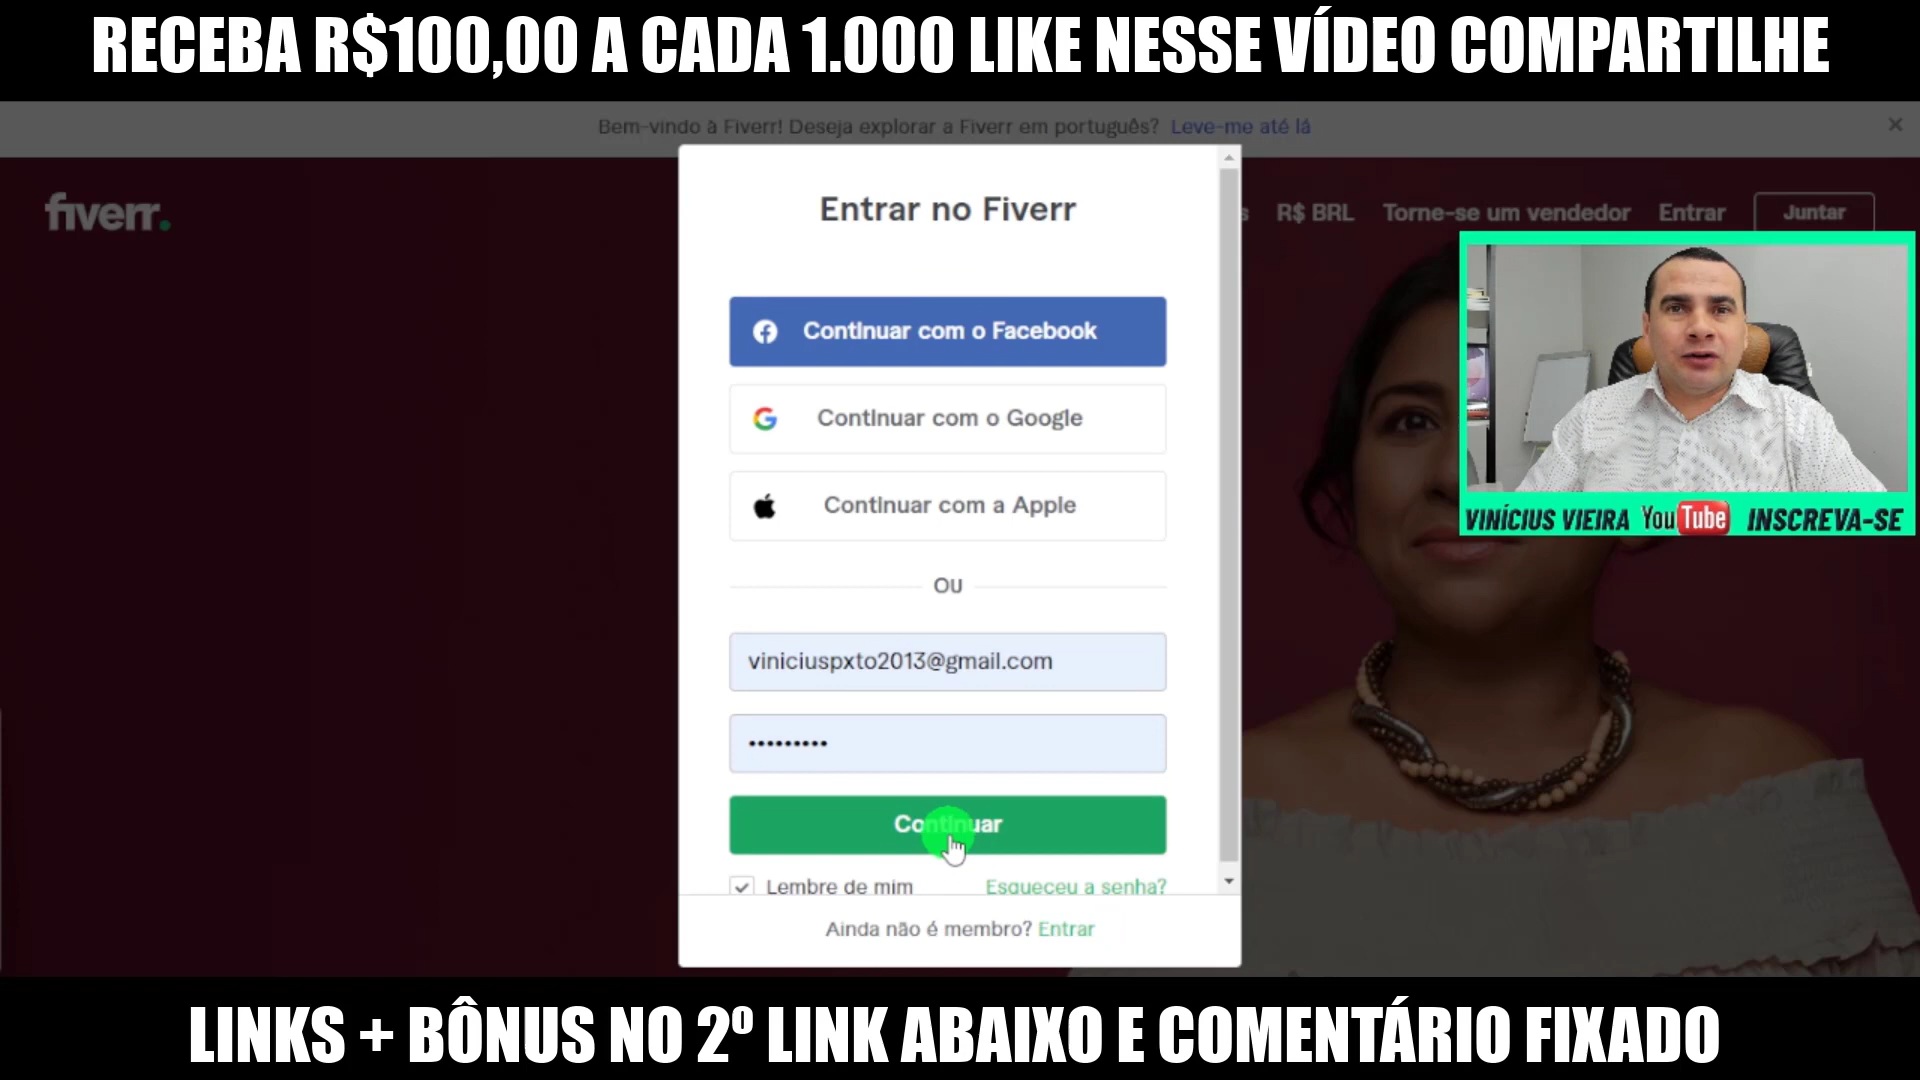 RECEBA R$100,00 A CADA 1.000 LIKE NESSE VÍDEO COMPARTILHE
Bem-vindo à Fiverr! Deseja explorar a Fiverr em português? Leve-me até lá
fiverr.
R$ BRL Torne-se um vendedor Entrar Juntar
Entrar no Fiverr
Continuar com o Facebook
Continuar com o Google
Continuar com a Apple
OU
viniciuspxto2013@gmail.com
•••••••••
Continuar
Lembre de mim Esqueceu a senha?
Ainda não é membro? Entrar
VINÍCIUS VIEIRA YouTube INSCREVA-SE
LINKS + BÔNUS NO 2º LINK ABAIXO E COMENTÁRIO FIXADO